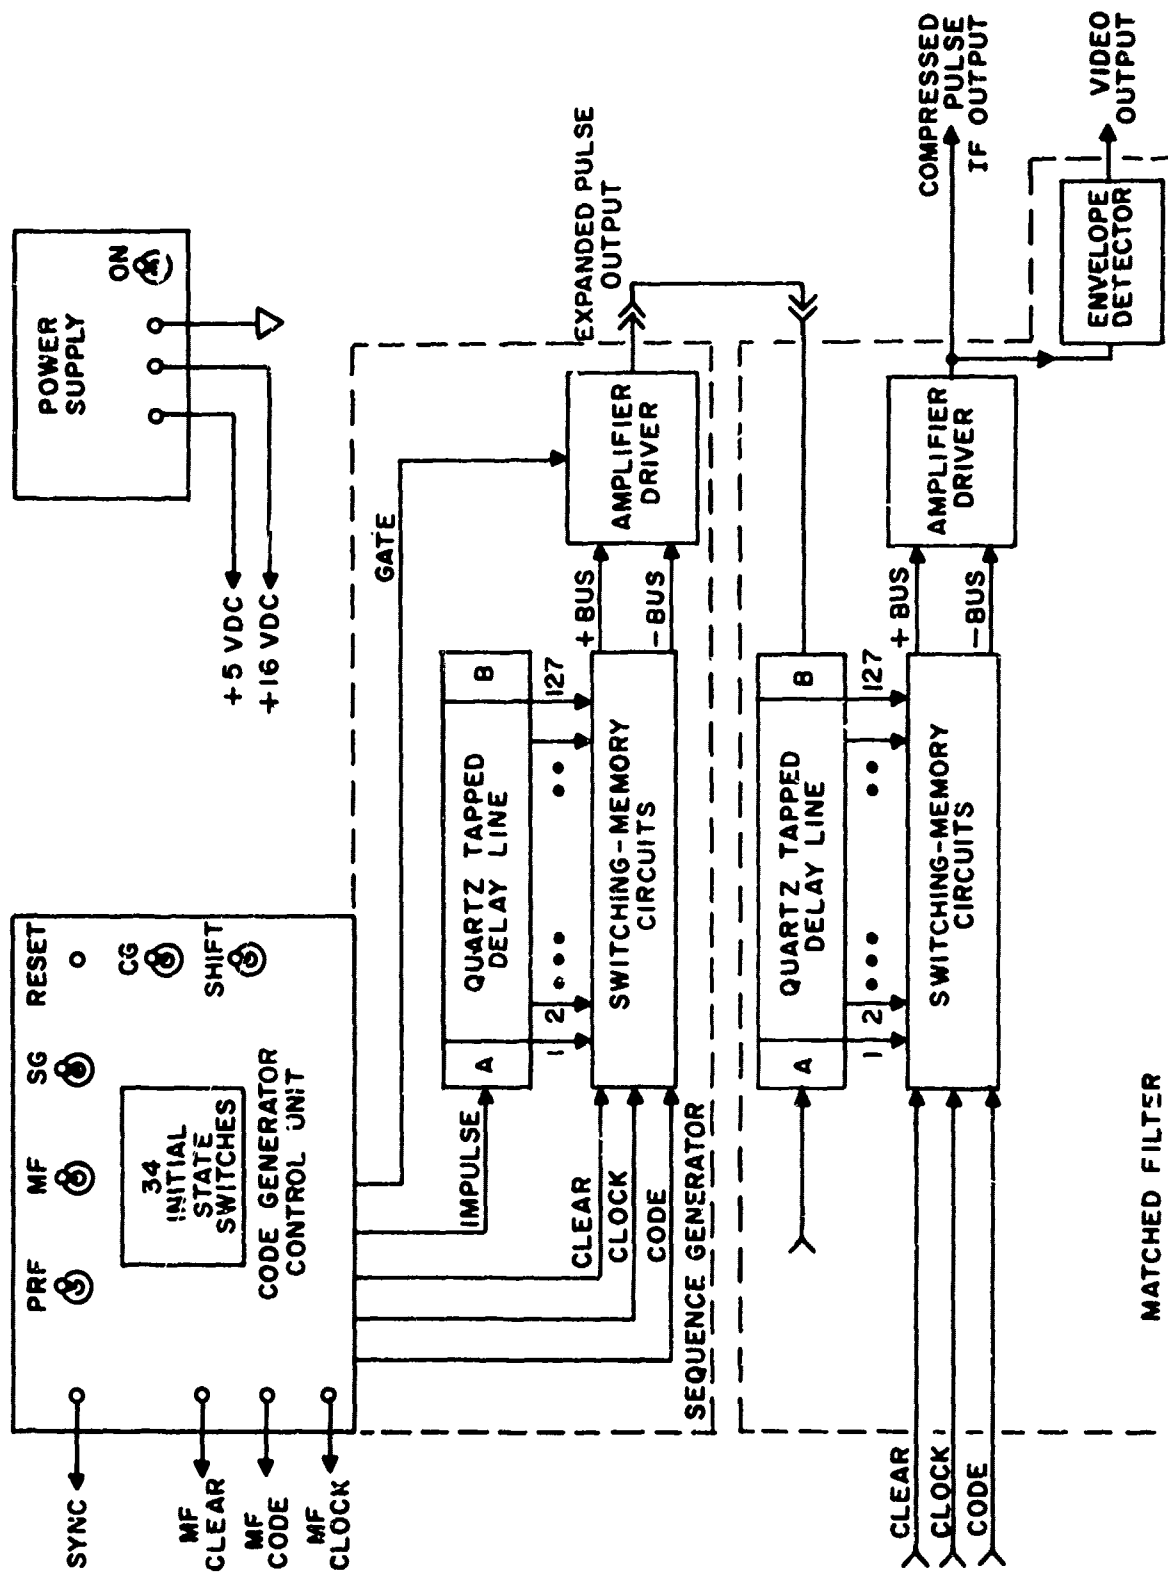 SYNC
MF
CLEAR
MF
CODE
MF
CLOCK
PRF
MF
SG
RESET
CG
SHIFT
34
INITIAL
STATE
SWITCHES
CODE GENERATOR
CONTROL UNIT
POWER
SUPPLY
ON
+5 VDC
+16 VDC
GATE
IMPULSE
CLEAR
CLOCK
CODE
A
QUARTZ TAPPED
DELAY LINE
B
1
2
127
SWITCHING-MEMORY
CIRCUITS
+BUS
-BUS
AMPLIFIER
DRIVER
EXPANDED PULSE
OUTPUT
SEQUENCE GENERATOR
A
QUARTZ TAPPED
DELAY LINE
B
1
2
127
CLEAR
CLOCK
CODE
SWITCHING-MEMORY
CIRCUITS
+BUS
-BUS
AMPLIFIER
DRIVER
COMPRESSED
PULSE
IF OUTPUT
ENVELOPE
DETECTOR
VIDEO
OUTPUT
MATCHED FILTER